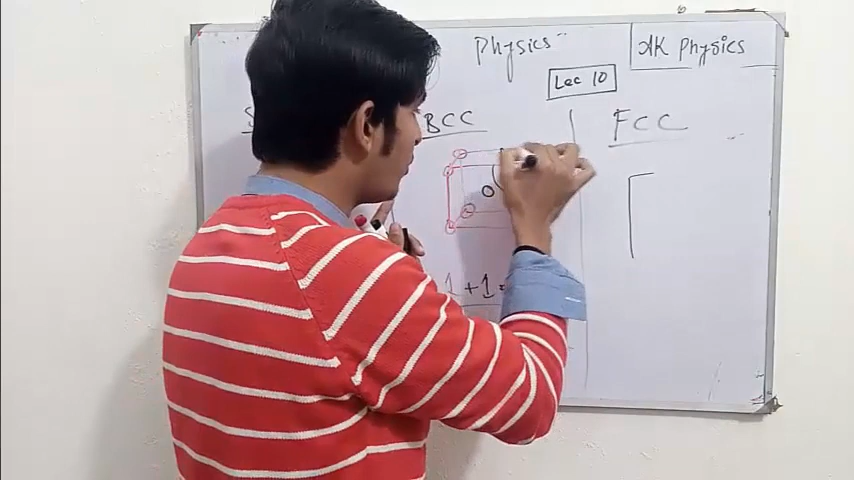 Physics
AK Physics
Lec 10
BCC
FCC
1 + 1 =